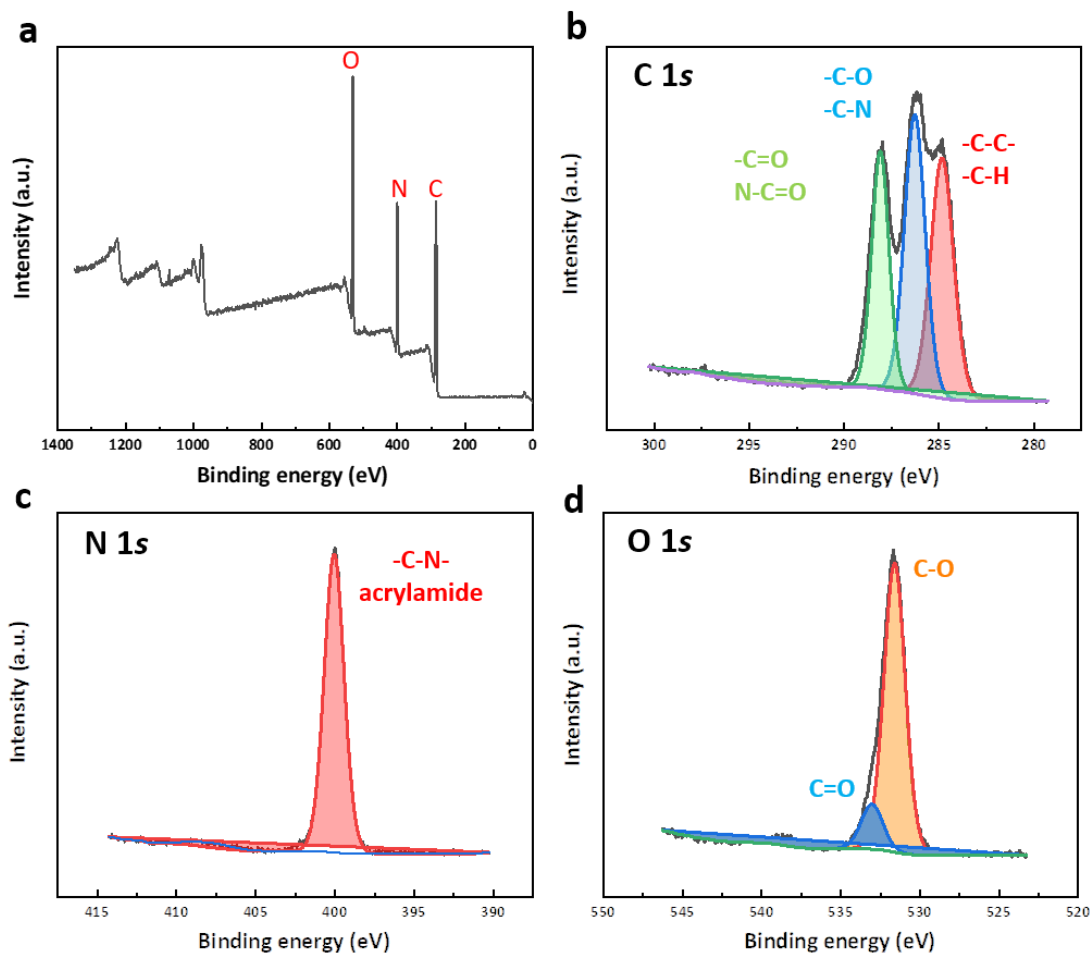 a
O
N
C
Intensity (a.u.)
1400 1200 1000 800 600 400 200 0
Binding energy (eV)
b
C 1s
-C-O
-C-N
-C-C-
-C-H
-C=O
N-C=O
Intensity (a.u.)
300 295 290 285 280
Binding energy (eV)
c
N 1s
-C-N-
acrylamide
Intensity (a.u.)
415 410 405 400 395 390
Binding energy (eV)
d
O 1s
C-O
C=O
Intensity (a.u.)
550 545 540 535 530 525 520
Binding energy (eV)